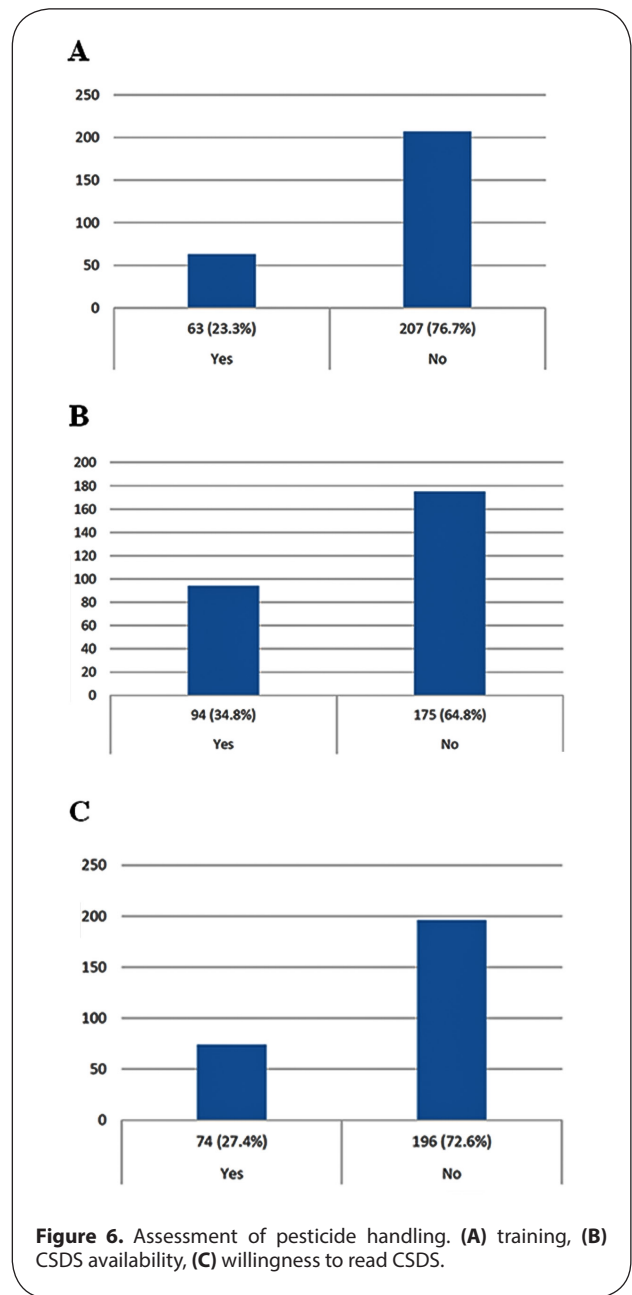 A
250
200
150
100
50
0
63 (23.3%) 207 (76.7%)
Yes No
B
200
180
160
140
120
100
80
60
40
20
0
94 (34.8%) 175 (64.8%)
Yes No
C
250
200
150
100
50
0
74 (27.4%) 196 (72.6%)
Yes No
Figure 6. Assessment of pesticide handling. (A) training, (B)
CSDS availability, (C) willingness to read CSDS.